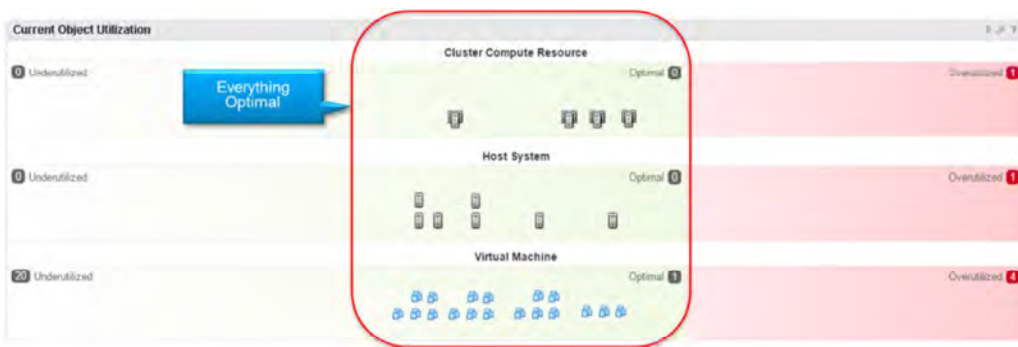 Current Object Utilization
Cluster Compute Resource
0 Underutilized
Optimal 0
Overutilized 1
Everything
Optimal
Host System
0 Underutilized
Optimal 0
Overutilized 1
Virtual Machine
20 Underutilized
Optimal 1
Overutilized 4